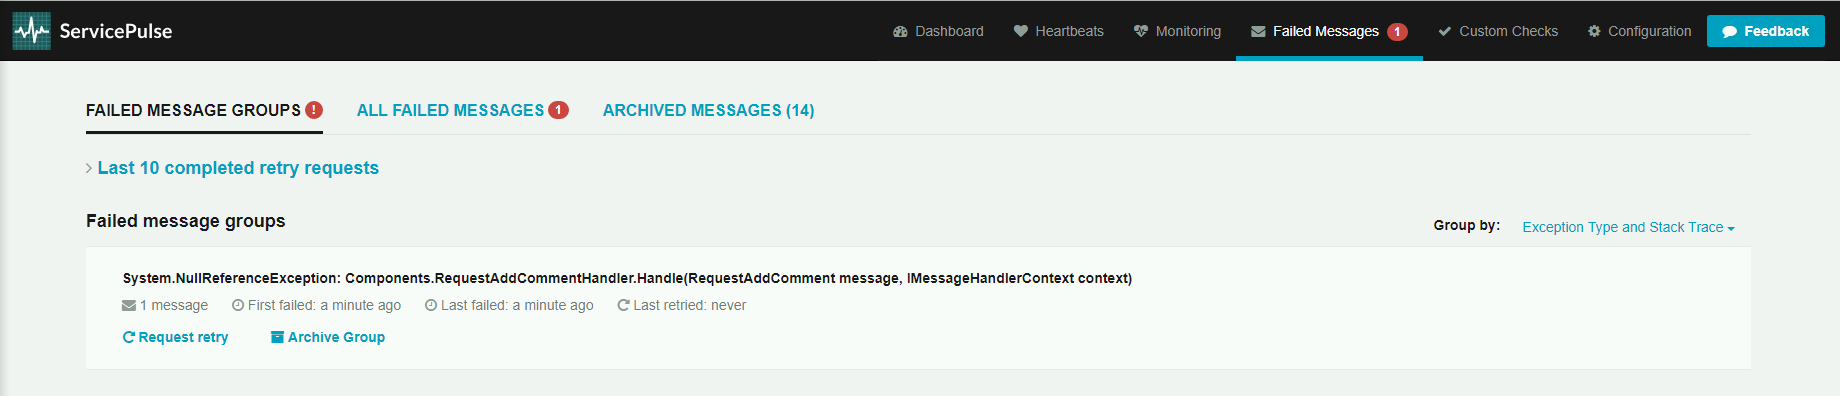 ServicePulse Dashboard Heartbeats Monitoring Failed Messages 1 Custom Checks Configuration Feedback
FAILED MESSAGE GROUPS ! ALL FAILED MESSAGES 1 ARCHIVED MESSAGES (14)
Last 10 completed retry requests
Failed message groups
Group by: Exception Type and Stack Trace
System.NullReferenceException: Components.RequestAddCommentHandler.Handle(RequestAddComment message, IMessageHandlerContext context)
1 message First failed: a minute ago Last failed: a minute ago Last retried: never
Request retry Archive Group